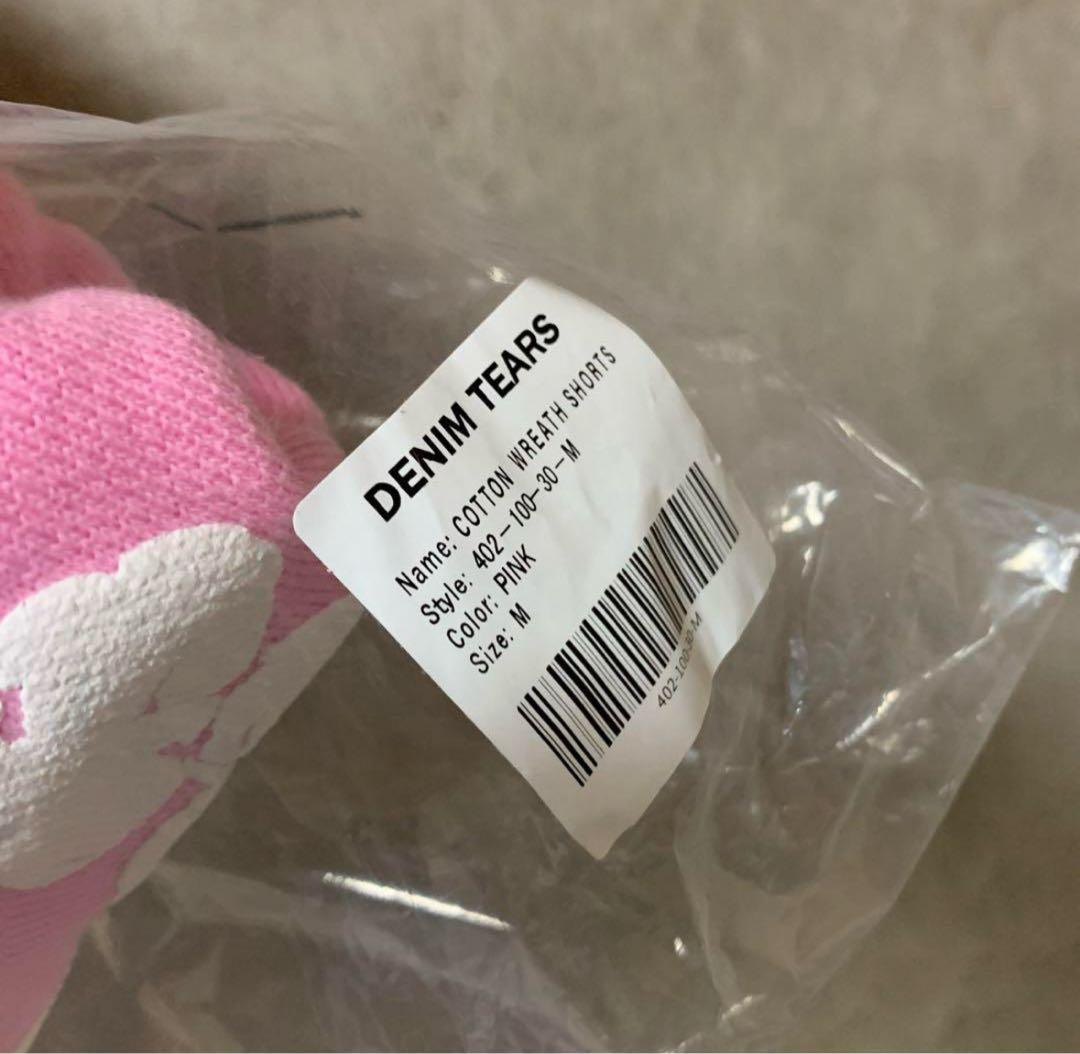 DENIM TEARS
Name: COTTON WREATH SHORTS
Style: 402-100-30-M
Color: PINK
Size: M
402-100-30-M